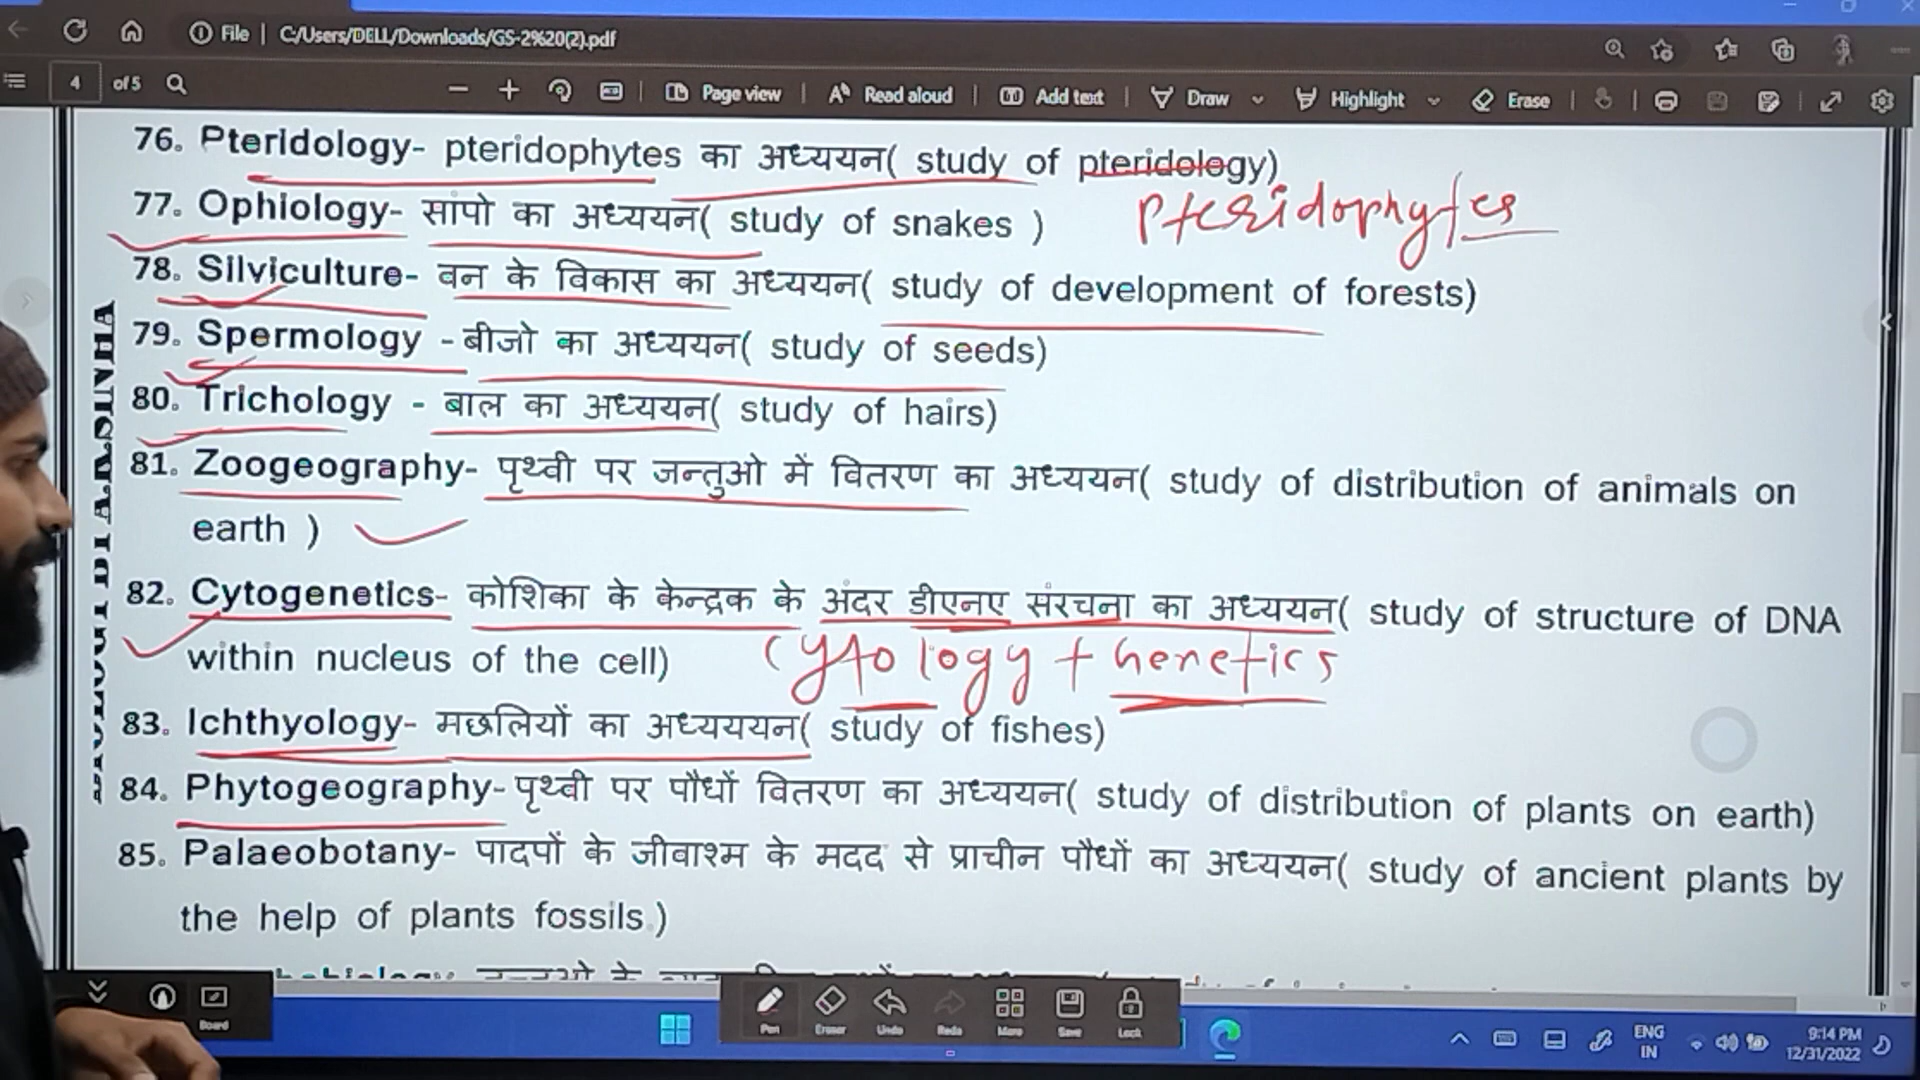 File | C:/Users/DELL/Downloads/GS-2%20(2).pdf
4 of 5 Page view Read aloud Add text Draw Highlight Erase
76. Pteridology- pteridophytes का अध्ययन( study of pteridology)
pteridophytes
77. Ophiology- सांपो का अध्ययन( study of snakes )
78. Silviculture- वन के विकास का अध्ययन( study of development of forests)
79. Spermology -बीजो का अध्ययन( study of seeds)
80. Trichology - बाल का अध्ययन( study of hairs)
81. Zoogeography- पृथ्वी पर जन्तुओ में वितरण का अध्ययन( study of distribution of animals on
earth )
82. Cytogenetics- कोशिका के केन्द्रक के अंदर डीएनए संरचना का अध्ययन( study of structure of DNA
within nucleus of the cell)
Cytology + Genetics
83. Ichthyology- मछलियों का अध्यययन( study of fishes)
84. Phytogeography-पृथ्वी पर पौधों वितरण का अध्ययन( study of distribution of plants on earth)
85. Palaeobotany- पादपों के जीवाश्म के मदद से प्राचीन पौधों का अध्ययन( study of ancient plants by
the help of plants fossils.)
Board Pen Eraser Undo Redo More Save Lock
ENG
IN
9:14 PM
12/31/2022